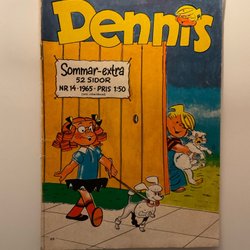 Dennis
Sommar-extra
52 SIDOR
NR 14 · 1965 · PRIS 1:50